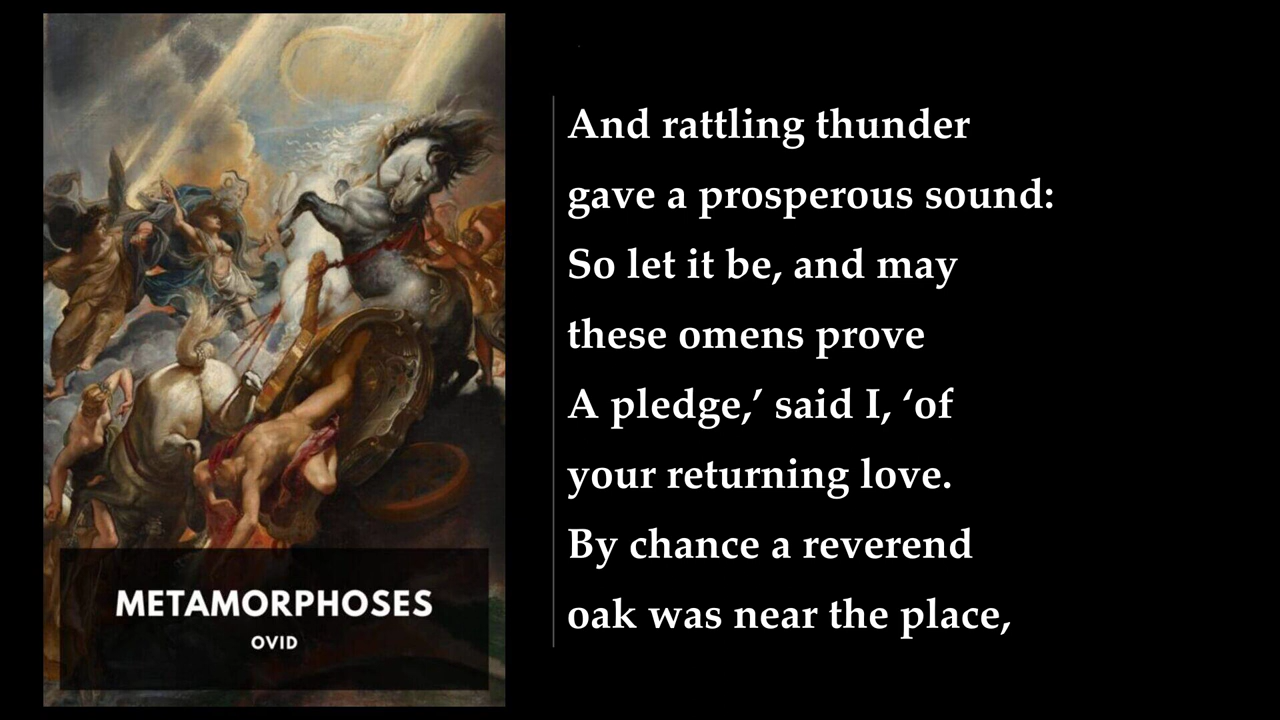 METAMORPHOSES
OVID
And rattling thunder
gave a prosperous sound:
So let it be, and may
these omens prove
A pledge,’ said I, ‘of
your returning love.
By chance a reverend
oak was near the place,